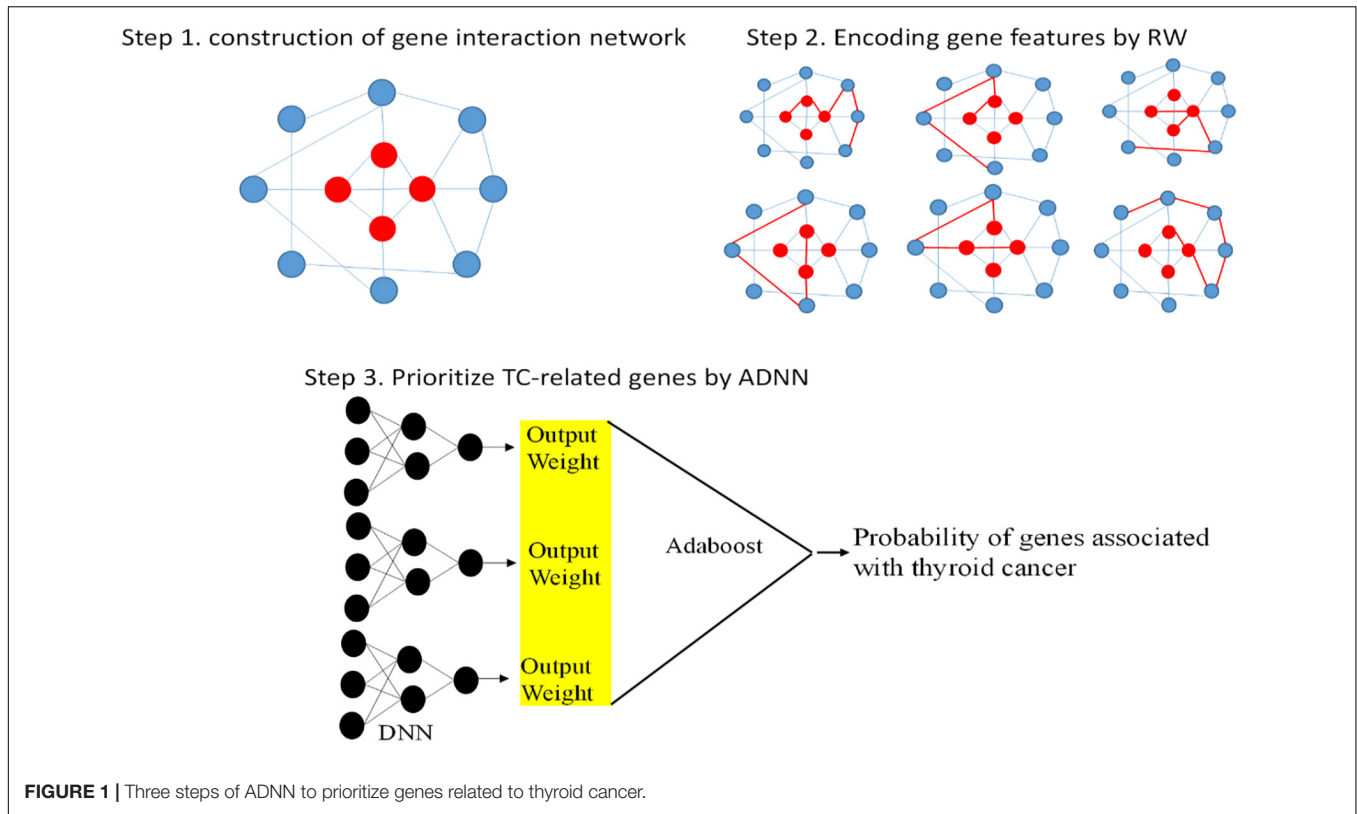 Step 1. construction of gene interaction network
Step 2. Encoding gene features by RW
Step 3. Prioritize TC-related genes by ADNN
Output
Weight
Output
Weight
Output
Weight
DNN
Adaboost
Probability of genes associated
with thyroid cancer
FIGURE 1 | Three steps of ADNN to prioritize genes related to thyroid cancer.